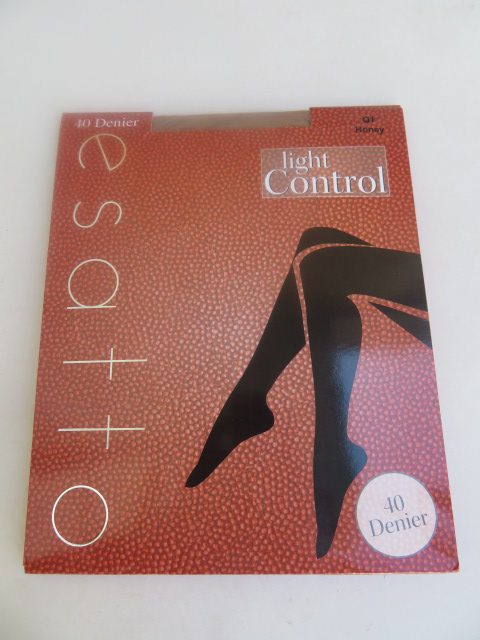 40 Denier
Q1
Honey
esatto
light
Control
40
Denier